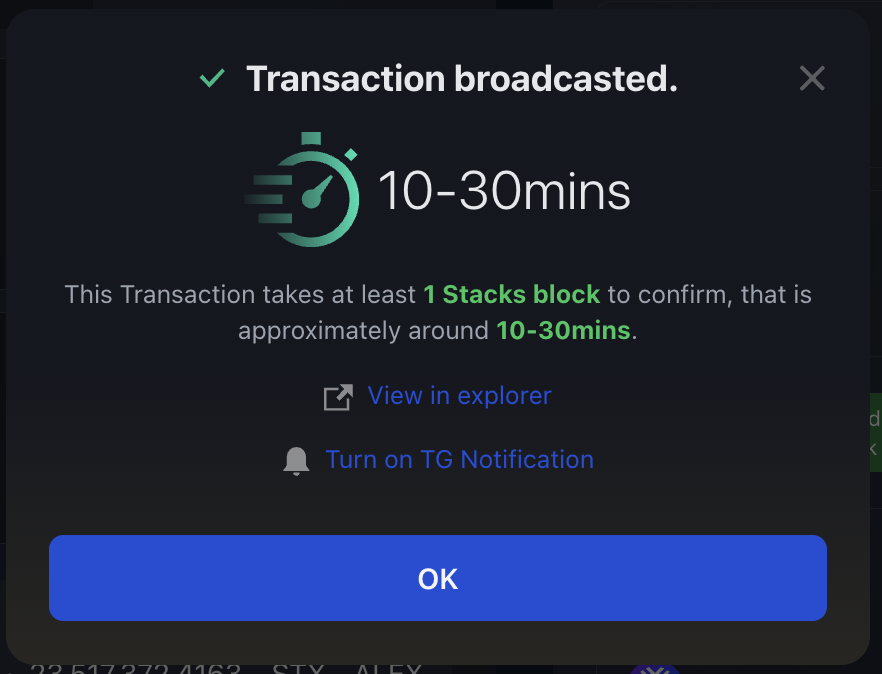 Transaction broadcasted.
10-30mins
This Transaction takes at least 1 Stacks block to confirm, that is
approximately around 10-30mins.
View in explorer
Turn on TG Notification
OK
23,517,372.4163 STX ALEX